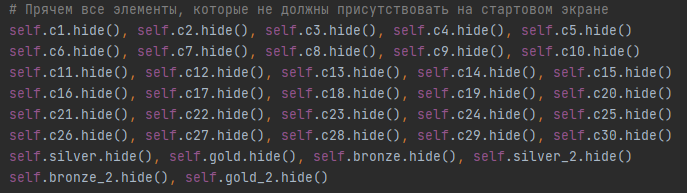 # Прячем все элементы, которые не должны присутствовать на стартовом экране
self.c1.hide(), self.c2.hide(), self.c3.hide(), self.c4.hide(), self.c5.hide()
self.c6.hide(), self.c7.hide(), self.c8.hide(), self.c9.hide(), self.c10.hide()
self.c11.hide(), self.c12.hide(), self.c13.hide(), self.c14.hide(), self.c15.hide()
self.c16.hide(), self.c17.hide(), self.c18.hide(), self.c19.hide(), self.c20.hide()
self.c21.hide(), self.c22.hide(), self.c23.hide(), self.c24.hide(), self.c25.hide()
self.c26.hide(), self.c27.hide(), self.c28.hide(), self.c29.hide(), self.c30.hide()
self.silver.hide(), self.gold.hide(), self.bronze.hide(), self.silver_2.hide()
self.bronze_2.hide(), self.gold_2.hide()